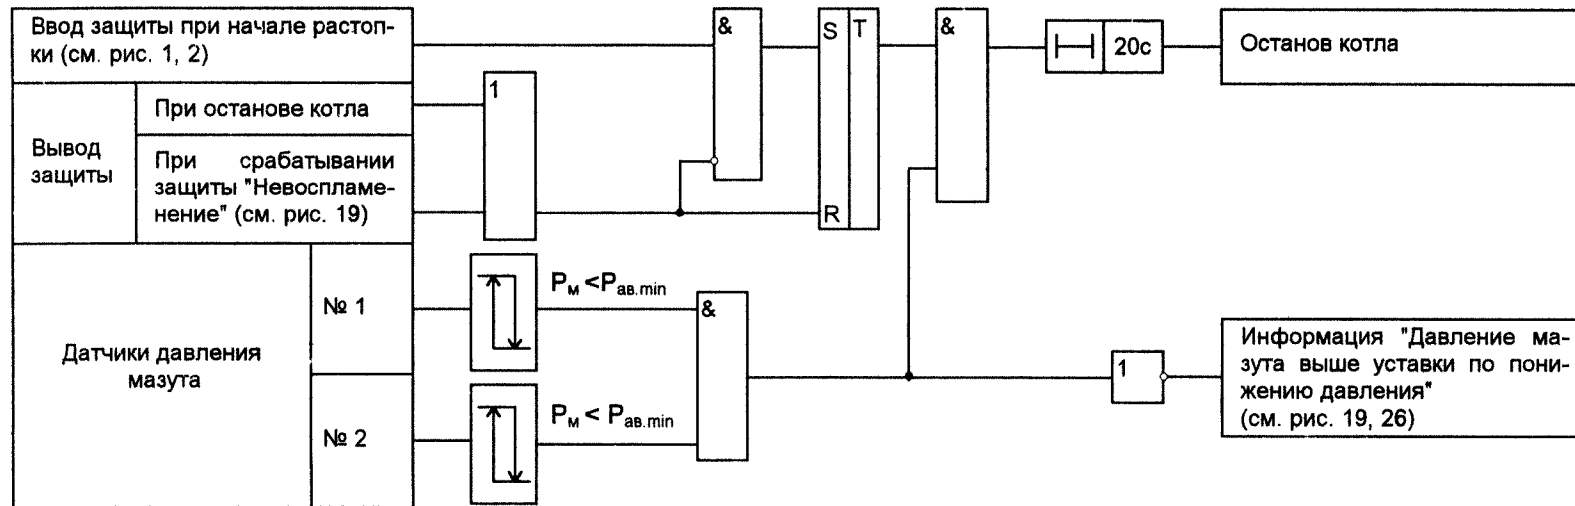 Ввод защиты при начале растоп-
ки (см. рис. 1, 2)
Вывод
защиты
При останове котла
При срабатывании
защиты "Невоспламе-
нение" (см. рис. 19)
Датчики давления
мазута
№ 1
№ 2
1
&
S
T
R
&
20с
Останов котла
Pм <Pав.min
Pм < Pав.min
&
1
Информация "Давление ма-
зута выше уставки по пони-
жению давления"
(см. рис. 19, 26)